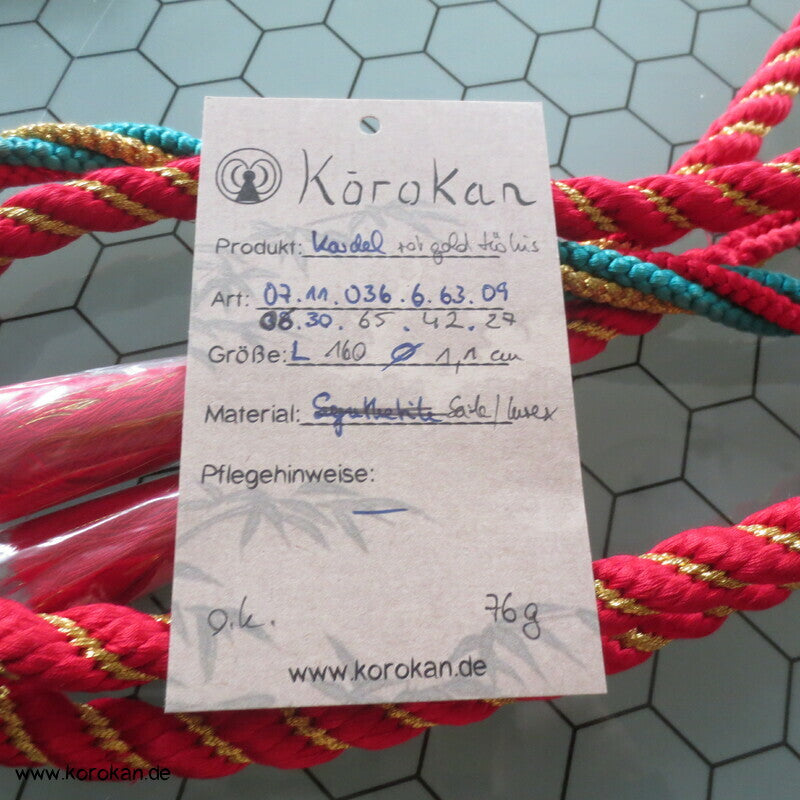 Kōrokan
Produkt: Kordel rot gold türkis
Art: 07.11.036.6.63.09
08.30.65.42.27
Größe: L 160 Ø 1,1 cm
Material: Synthetik Saite/Lurex
Pflegehinweise:
—
o.k.
76g
www.korokan.de
www.korokan.de